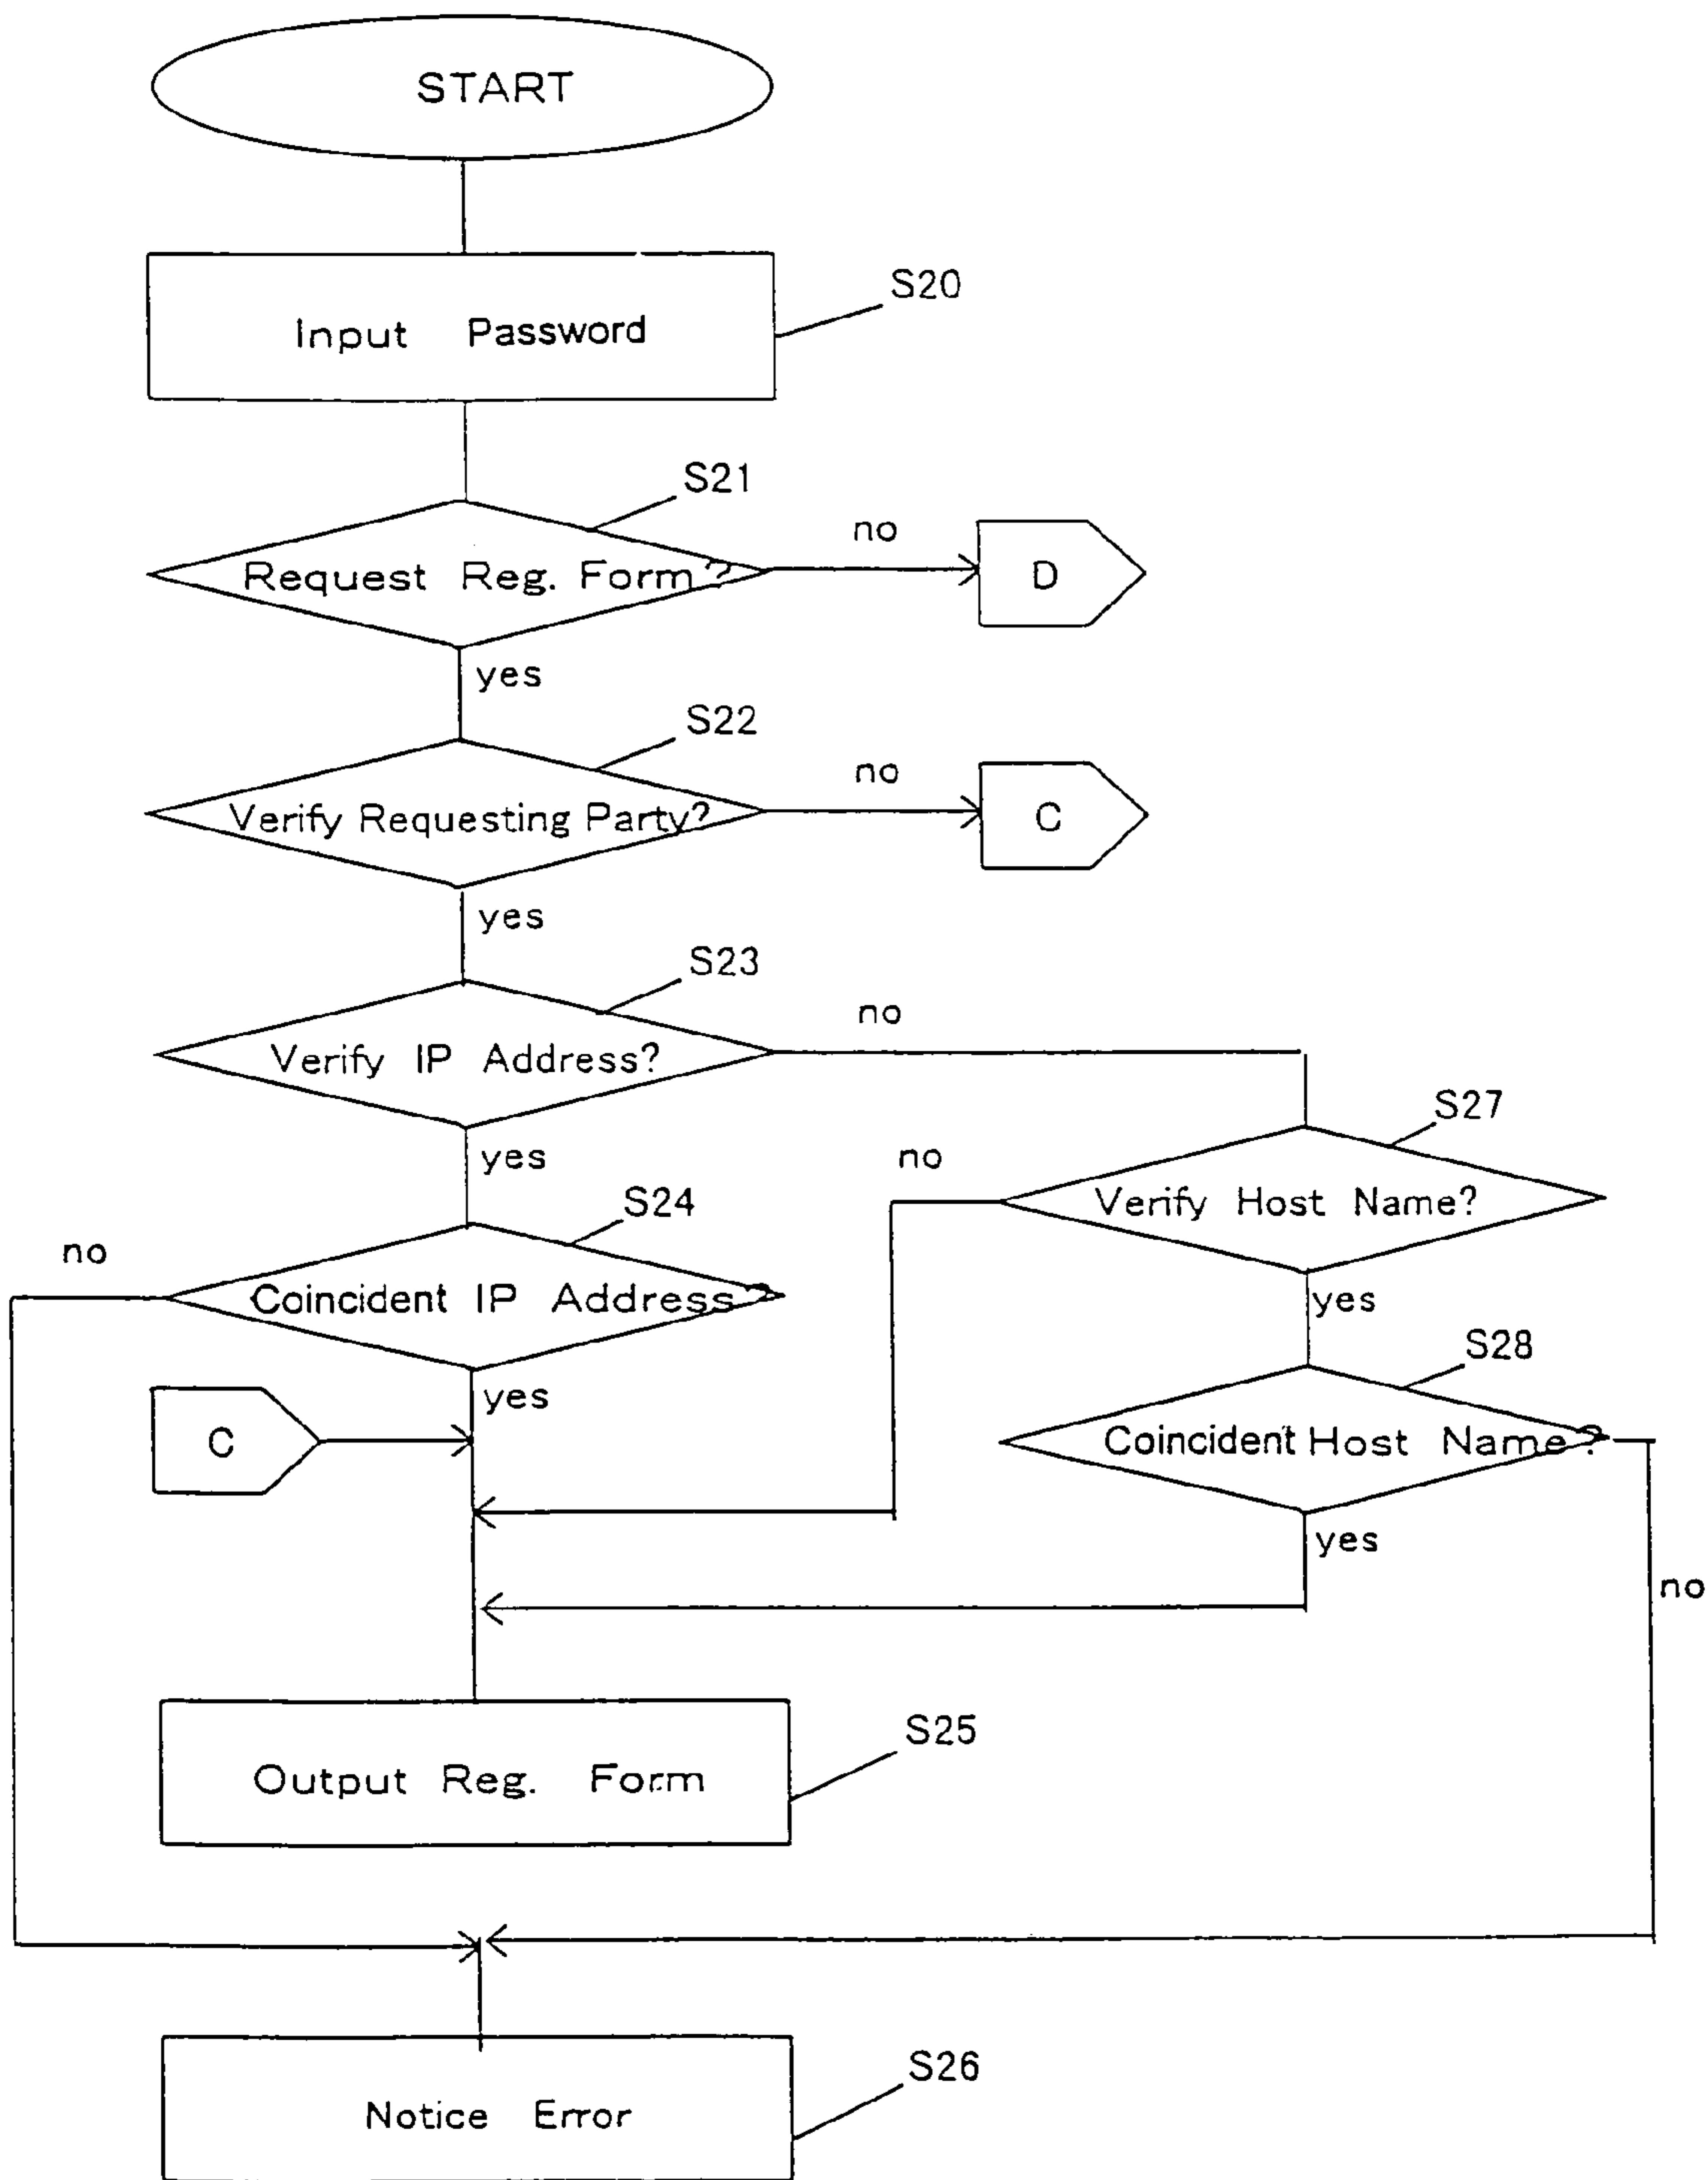 START
S20
Input Password
S21
no
Request Reg. Form?
D
yes
S22
no
Verify Requesting Party?
C
yes
S23
no
Verify IP Address?
S27
yes
no
Verify Host Name?
S24
no
Coincident IP Address?
yes
S28
yes
C
Coincident Host Name?
yes
no
S25
Output Reg. Form
S26
Notice Error